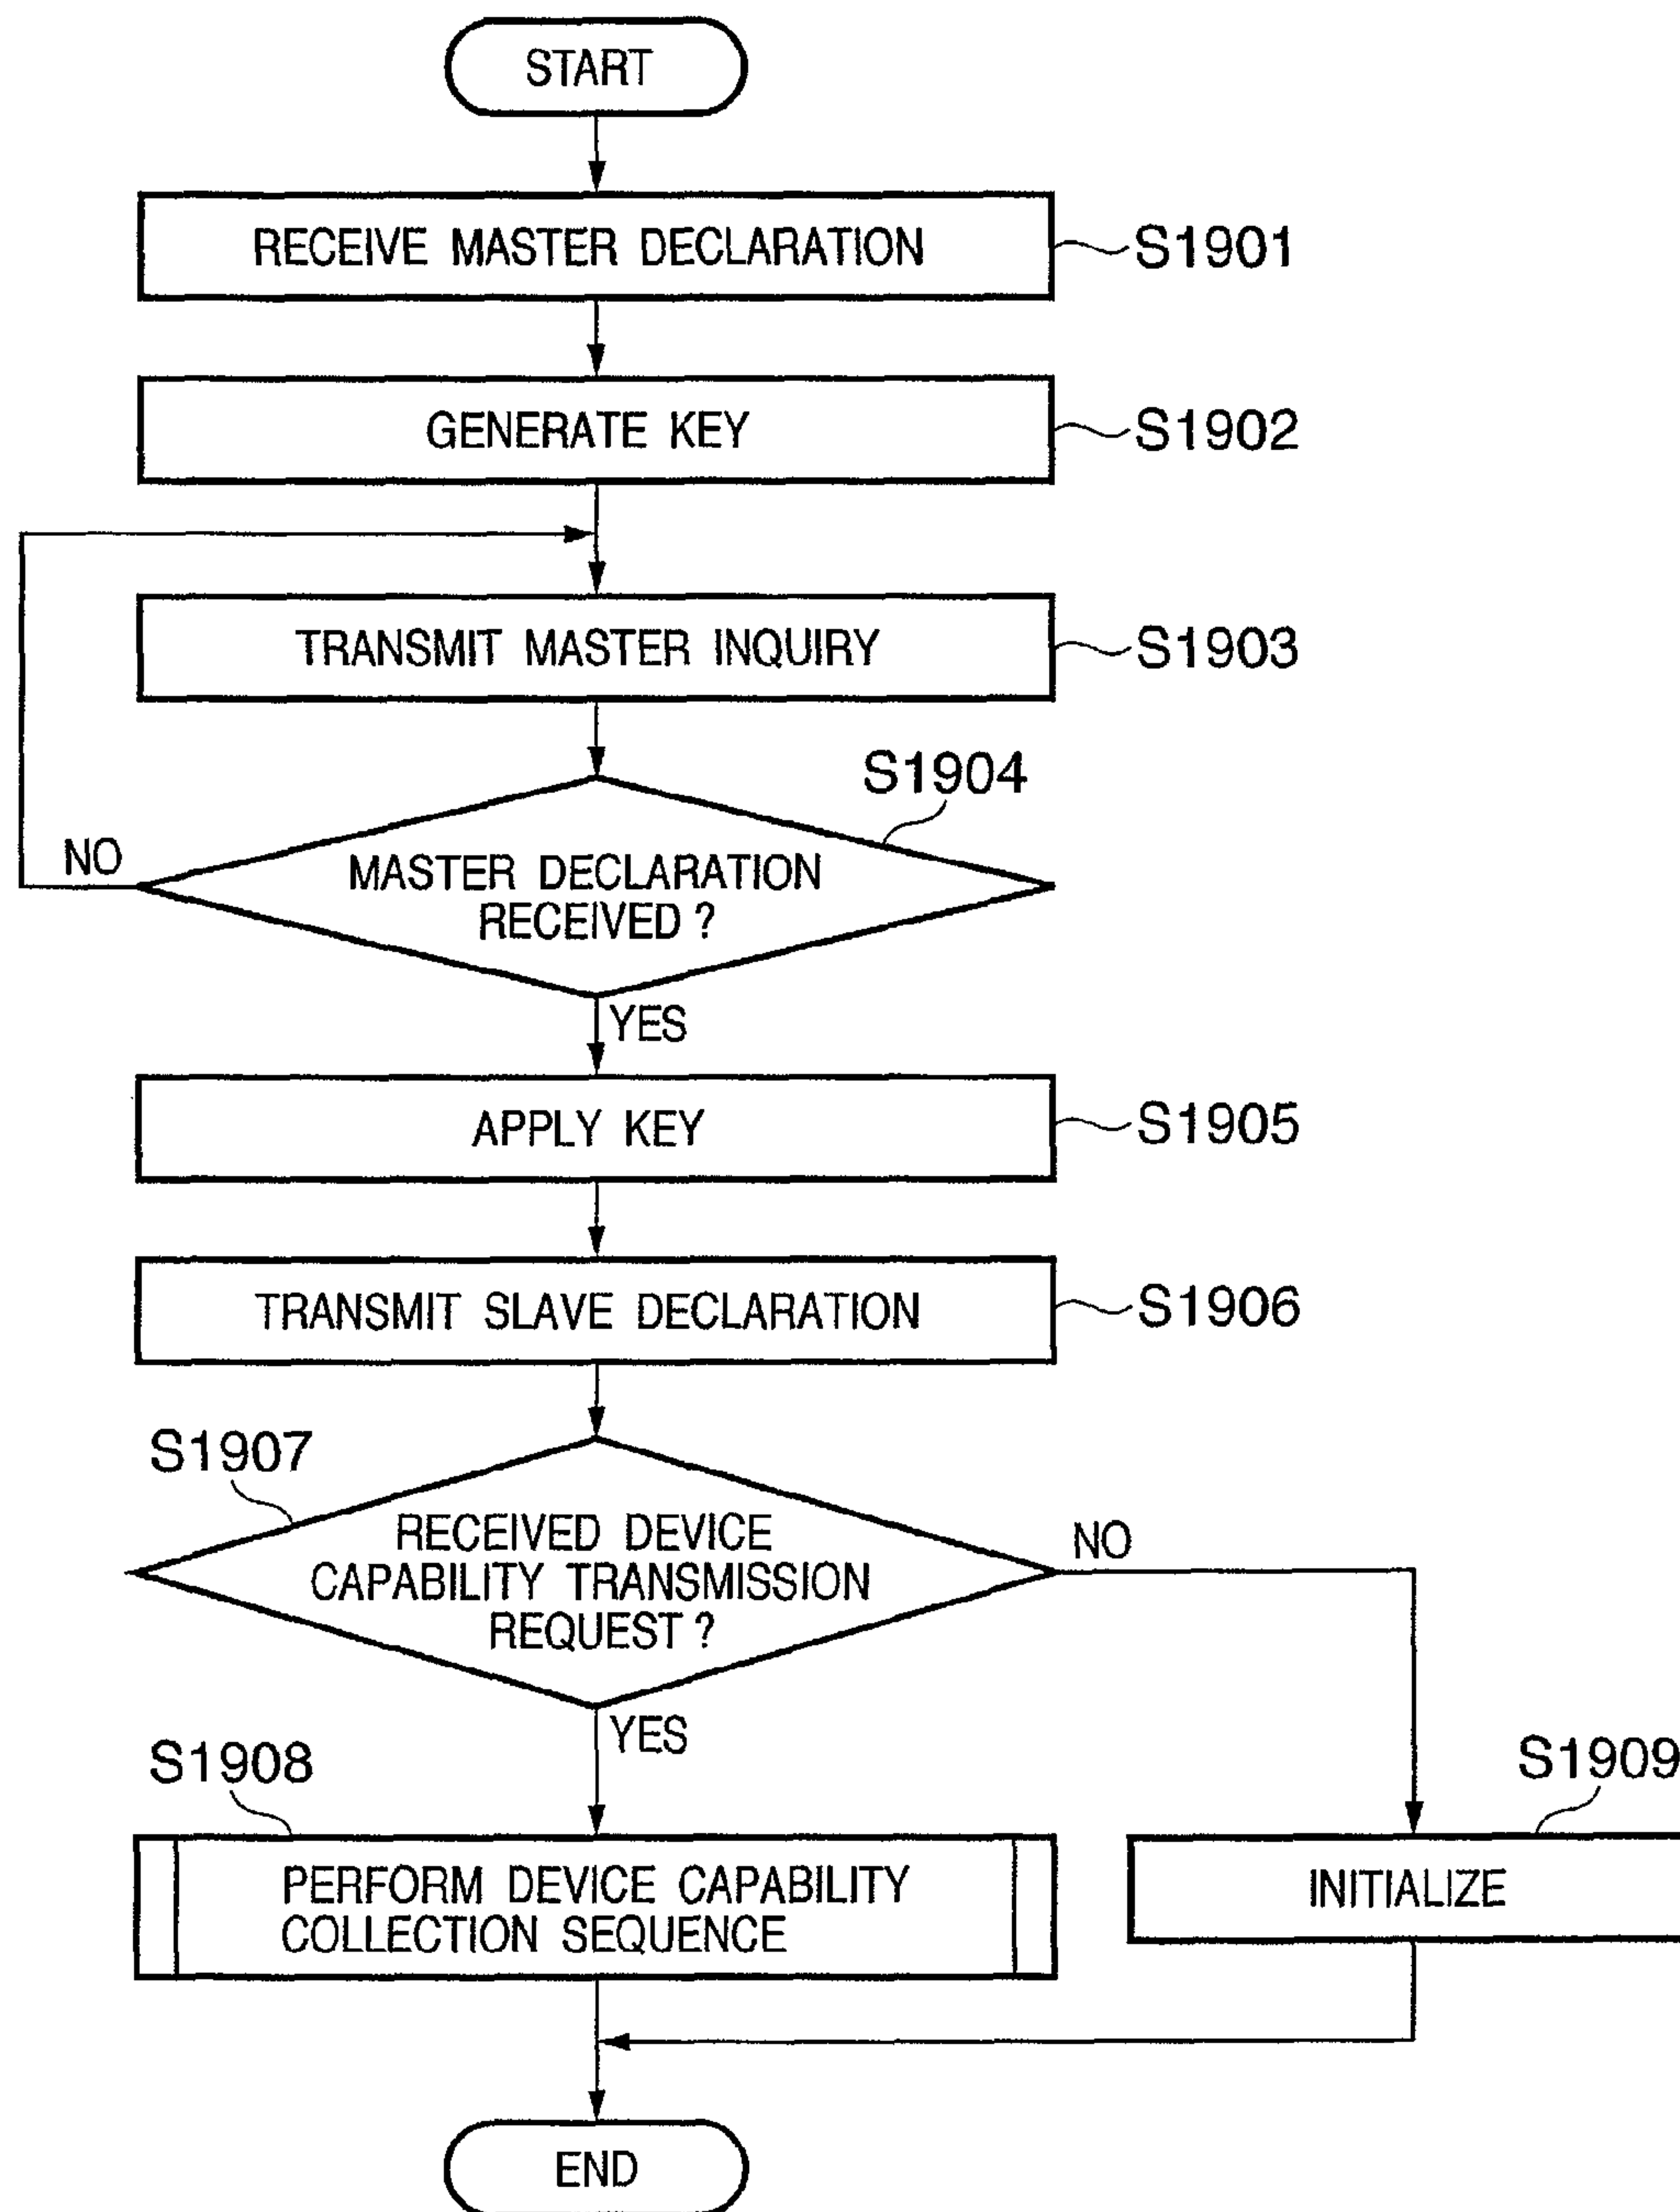 START
RECEIVE MASTER DECLARATION
S1901
GENERATE KEY
S1902
TRANSMIT MASTER INQUIRY
S1903
S1904
NO
MASTER DECLARATION
RECEIVED ?
YES
APPLY KEY
S1905
TRANSMIT SLAVE DECLARATION
S1906
S1907
RECEIVED DEVICE
CAPABILITY TRANSMISSION
REQUEST ?
NO
YES
S1908
PERFORM DEVICE CAPABILITY
COLLECTION SEQUENCE
S1909
INITIALIZE
END